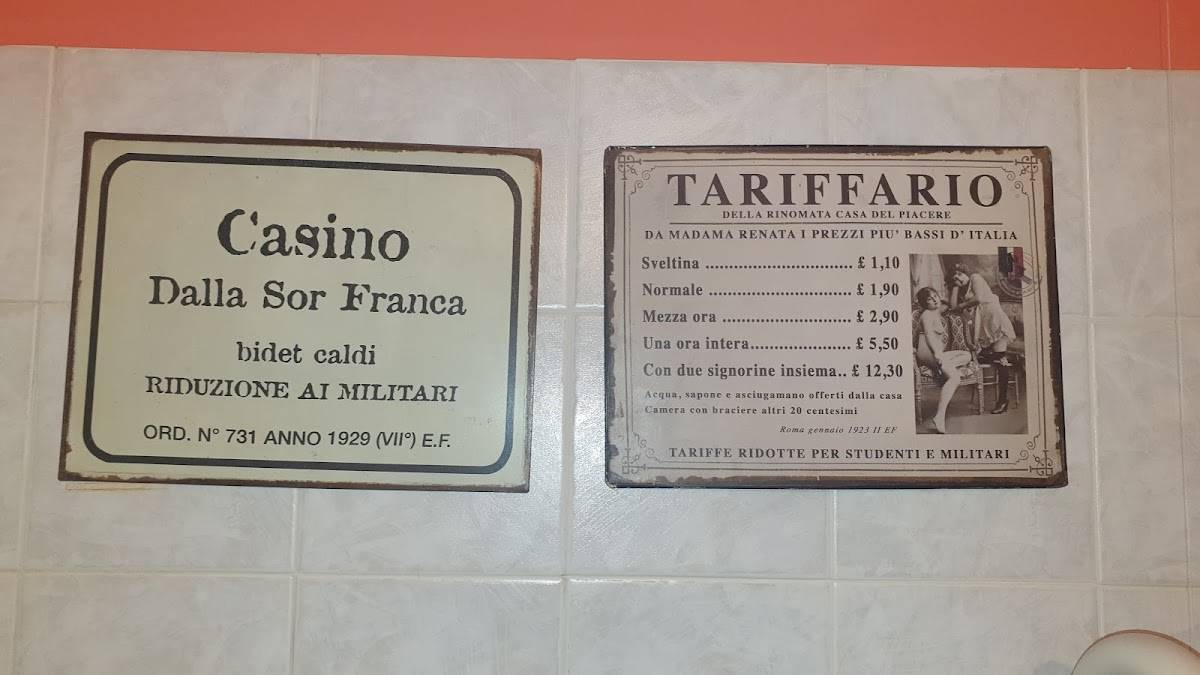 Casino
Dalla Sor Franca
bidet caldi
RIDUZIONE AI MILITARI
ORD. N° 731 ANNO 1929 (VII°) E.F.
TARIFFARIO
DELLA RINOMATA CASA DEL PIACERE
DA MADAMA RENATA I PREZZI PIU' BASSI D' ITALIA
Sveltina ............................. £ 1,10
Normale ............................ £ 1,90
Mezza ora ......................... £ 2,90
Una ora intera.................... £ 5,50
Con due signorine insiema.. £ 12,30
Acqua, sapone e asciugamano offerti dalla casa
Camera con braciere altri 20 centesimi
Roma gennaio 1923 II EF
TARIFFE RIDOTTE PER STUDENTI E MILITARI